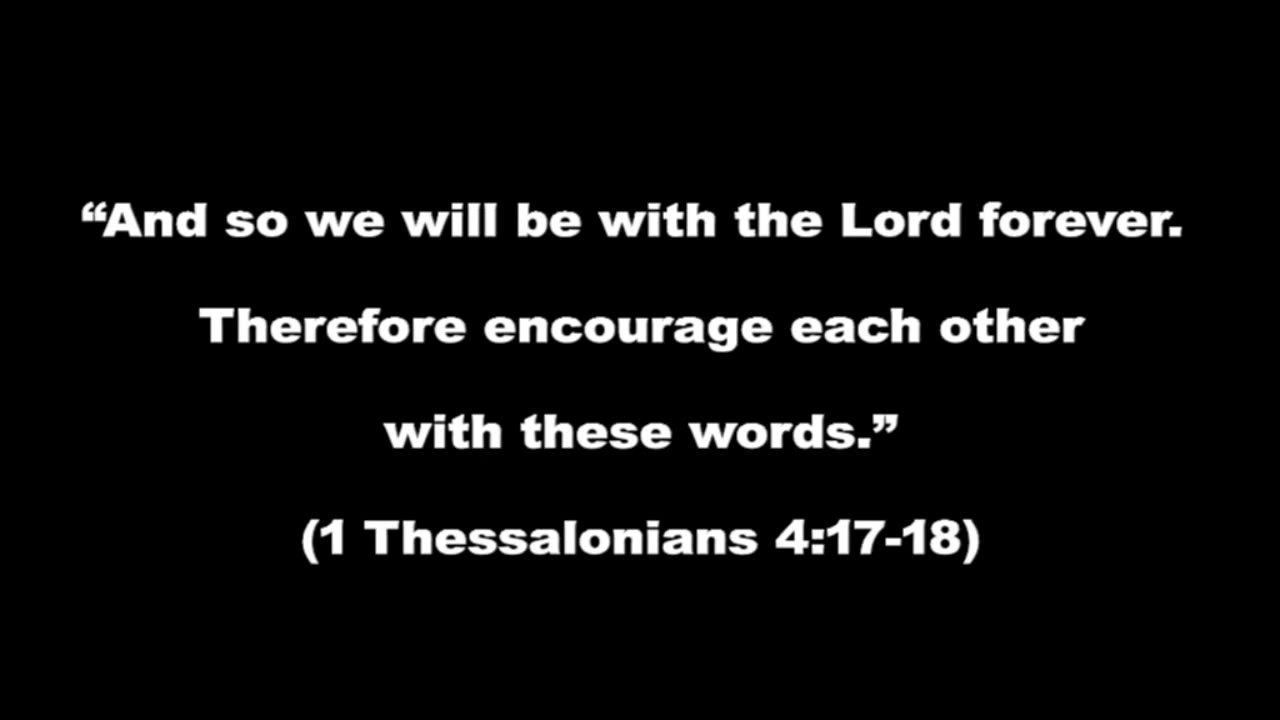 “And so we will be with the Lord forever.
Therefore encourage each other
with these words.”
(1 Thessalonians 4:17-18)